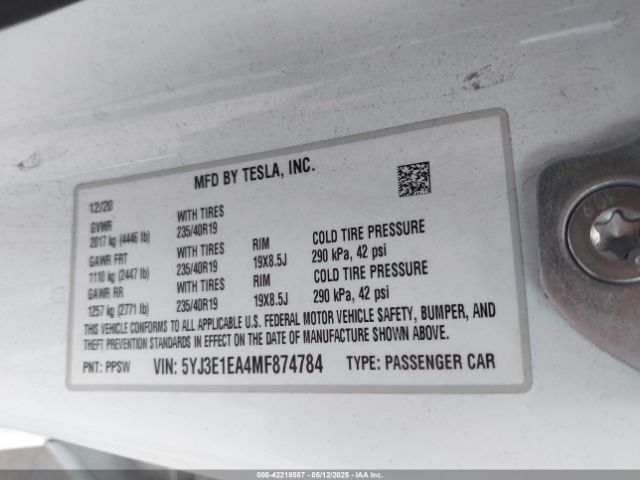 MFD BY TESLA, INC.
12/20
GVWR WITH TIRES
2017 kg (4446 lb) 235/40R19
GAWR FRT WITH TIRES RIM COLD TIRE PRESSURE
1110 kg (2447 lb) 235/40R19 19X8.5J 290 kPa, 42 psi
GAWR RR WITH TIRES RIM COLD TIRE PRESSURE
1257 kg (2771 lb) 235/40R19 19X8.5J 290 kPa, 42 psi
THIS VEHICLE CONFORMS TO ALL APPLICABLE U.S. FEDERAL MOTOR VEHICLE SAFETY, BUMPER, AND
THEFT PREVENTION STANDARDS IN EFFECT ON THE DATE OF MANUFACTURE SHOWN ABOVE.
PNT: PPSW VIN: 5YJ3E1EA4MF874784 TYPE: PASSENGER CAR
000-42218587 - 05/12/2025 - IAA Inc.